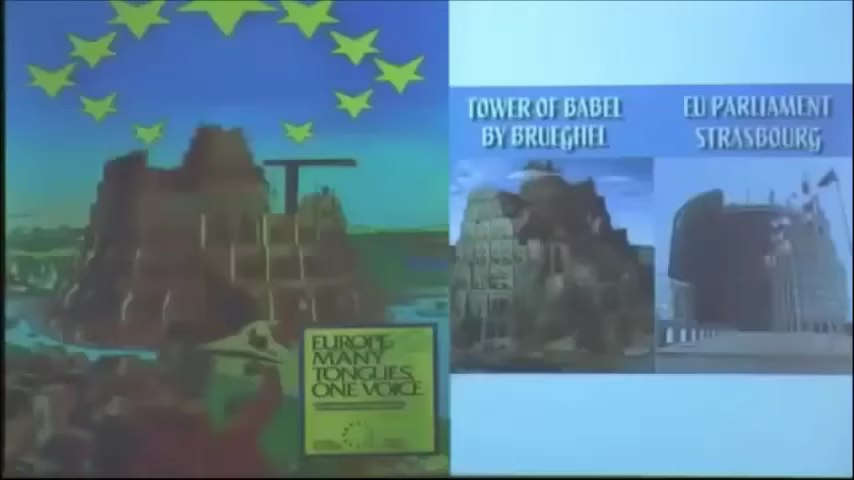 EUROPE:
MANY
TONGUES
ONE VOICE
TOWER OF BABEL
BY BRUEGHEL
EU PARLIAMENT
STRASBOURG